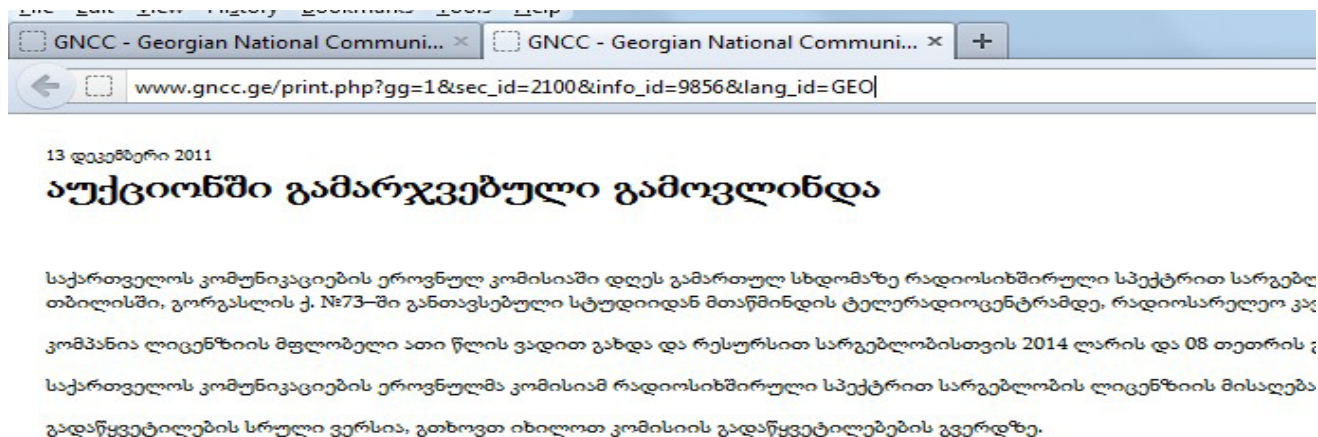 File Edit View History Bookmarks Tools Help
GNCC - Georgian National Communi... × GNCC - Georgian National Communi... × +
www.gncc.ge/print.php?gg=1&sec_id=2100&info_id=9856&lang_id=GEO
13 დეკემბერი 2011
აუქციონში გამარჯვებული გამოვლინდა
საქართველოს კომუნიკაციების ეროვნულ კომისიაში დღეს გამართულ სხდომაზე რადიოსიხშირული სპექტრით სარგებლ
თბილისში, გორგასლის ქ. №73–ში განთავსებული სტუდიიდან მთაწმინდის ტელერადიოცენტრამდე, რადიოსარელეო კავ
კომპანია ლიცენზიის მფლობელი ათი წლის ვადით გახდა და რესურსით სარგებლობისთვის 2014 ლარის და 08 თეთრის გ
საქართველოს კომუნიკაციების ეროვნულმა კომისიამ რადიოსიხშირული სპექტრით სარგებლობის ლიცენზიის მისაღება
გადაწყვეტილების სრული ვერსია, გთხოვთ იხილოთ კომისიის გადაწყვეტილებების გვერდზე.